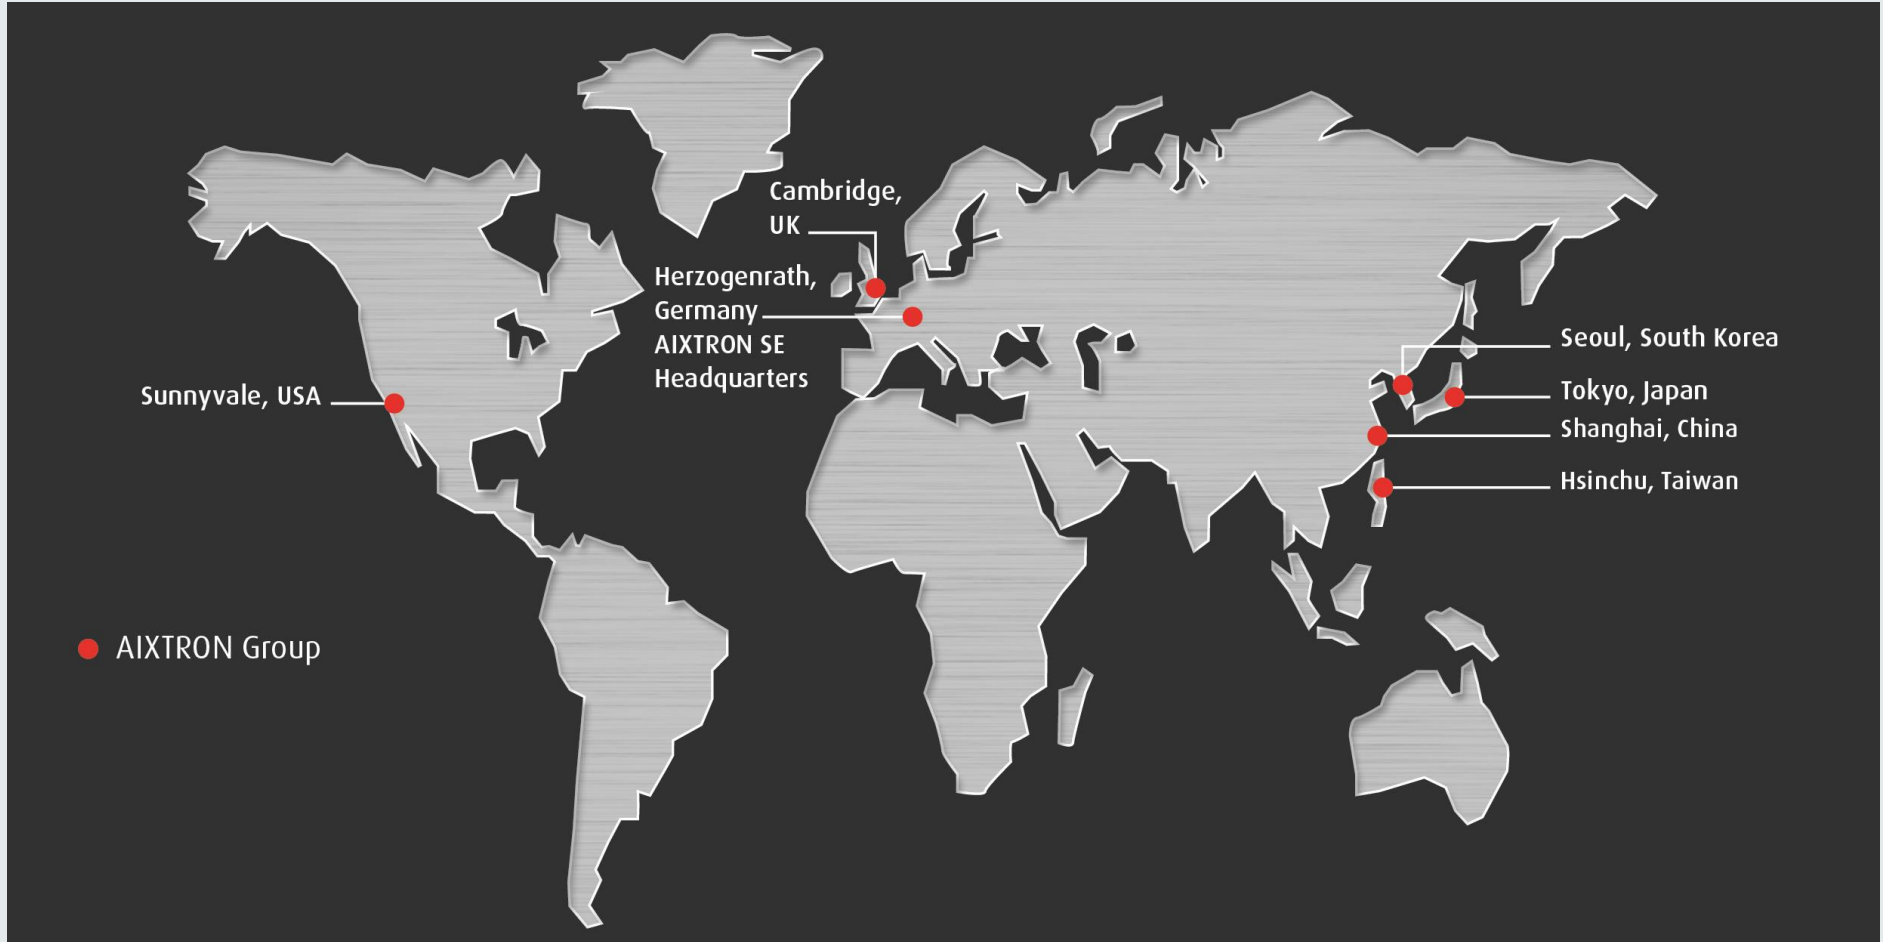 Cambridge,
UK
Herzogenrath,
Germany
AIXTRON SE
Headquarters
Sunnyvale, USA
Seoul, South Korea
Tokyo, Japan
Shanghai, China
Hsinchu, Taiwan
AIXTRON Group